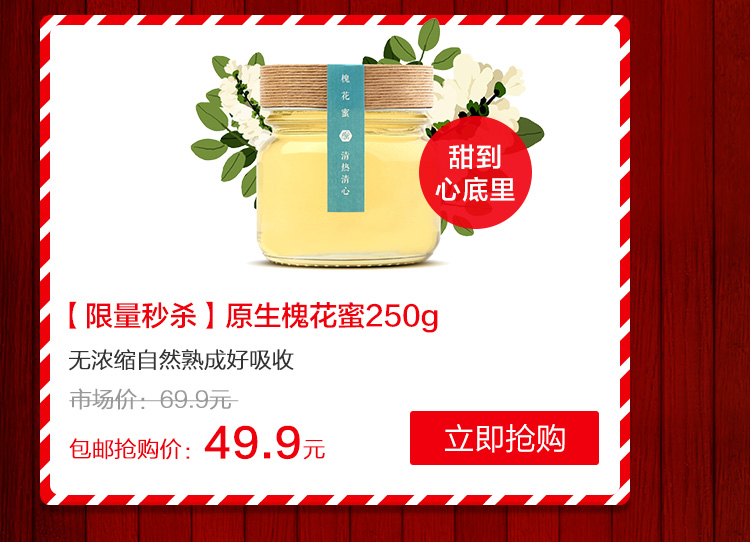 槐花蜜
清热清心
甜到
心底里
【限量秒杀】原生槐花蜜250g
无浓缩自然熟成好吸收
市场价：69.9元
包邮抢购价：49.9元
立即抢购